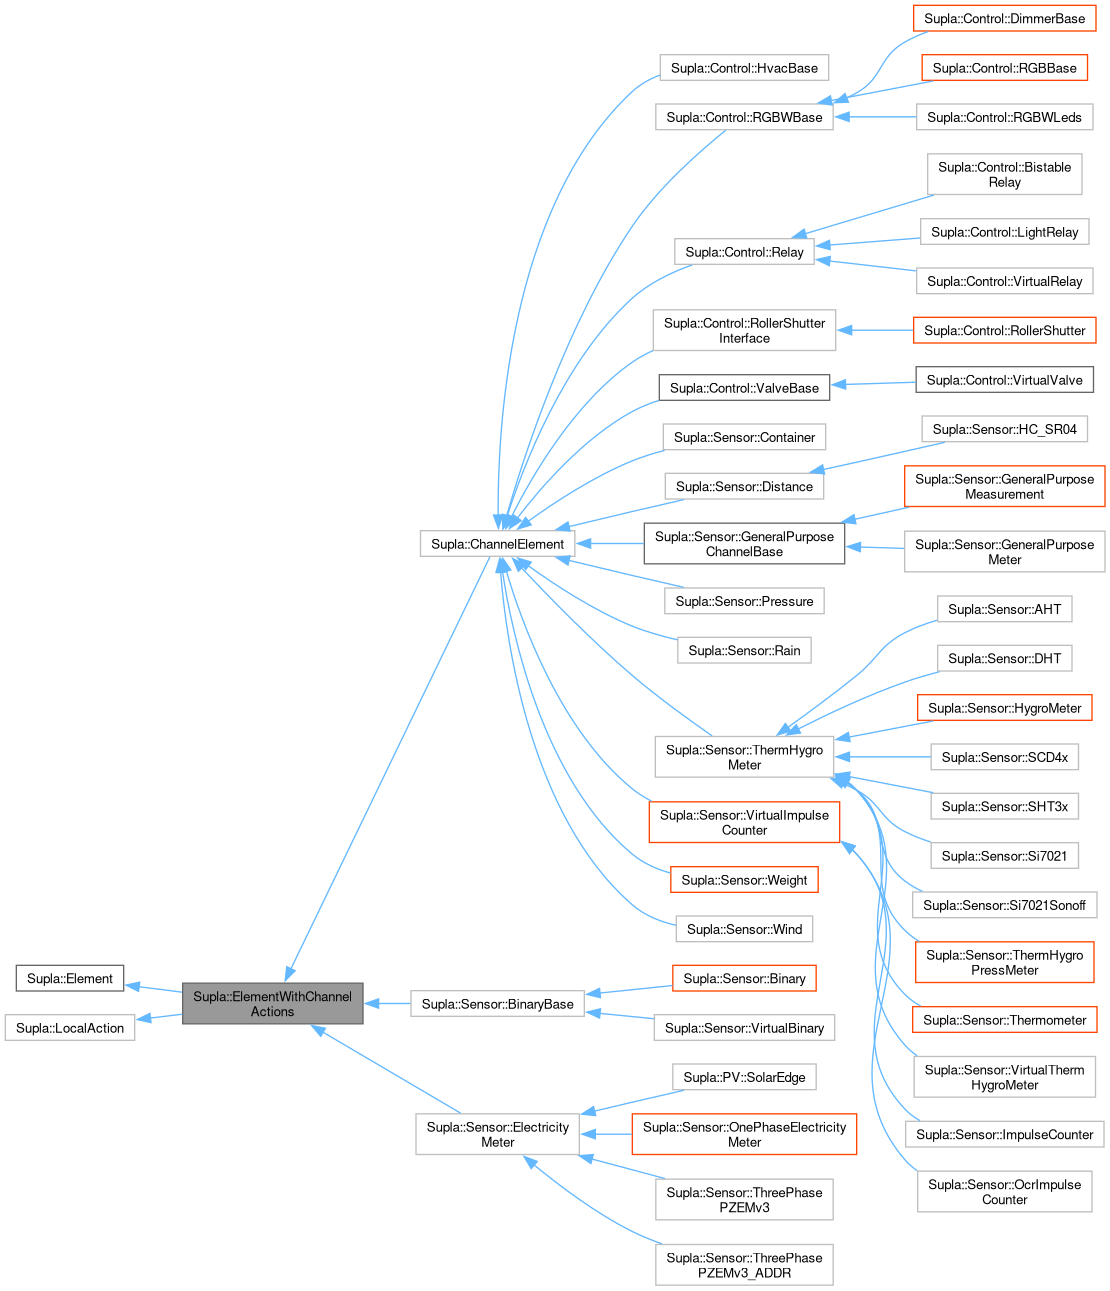 Supla::Control::DimmerBase
Supla::Control::HvacBase
Supla::Control::RGBBase
Supla::Control::RGBWBase
Supla::Control::RGBWLeds
Supla::Control::Bistable
Relay
Supla::Control::LightRelay
Supla::Control::Relay
Supla::Control::VirtualRelay
Supla::Control::RollerShutter
Interface
Supla::Control::RollerShutter
Supla::Control::ValveBase
Supla::Control::VirtualValve
Supla::Sensor::Container
Supla::Sensor::HC_SR04
Supla::Sensor::Distance
Supla::Sensor::GeneralPurpose
Measurement
Supla::ChannelElement
Supla::Sensor::GeneralPurpose
ChannelBase
Supla::Sensor::GeneralPurpose
Meter
Supla::Sensor::Pressure
Supla::Sensor::AHT
Supla::Sensor::Rain
Supla::Sensor::DHT
Supla::Sensor::HygroMeter
Supla::Sensor::ThermHygro
Meter
Supla::Sensor::SCD4x
Supla::Sensor::SHT3x
Supla::Sensor::VirtualImpulse
Counter
Supla::Sensor::Si7021
Supla::Sensor::Weight
Supla::Sensor::Si7021Sonoff
Supla::Sensor::Wind
Supla::Sensor::ThermHygro
PressMeter
Supla::Element
Supla::Sensor::Binary
Supla::ElementWithChannel
Actions
Supla::Sensor::BinaryBase
Supla::Sensor::Thermometer
Supla::LocalAction
Supla::Sensor::VirtualBinary
Supla::Sensor::VirtualTherm
HygroMeter
Supla::PV::SolarEdge
Supla::Sensor::Electricity
Meter
Supla::Sensor::OnePhaseElectricity
Meter
Supla::Sensor::ImpulseCounter
Supla::Sensor::ThreePhase
PZEMv3
Supla::Sensor::OcrImpulse
Counter
Supla::Sensor::ThreePhase
PZEMv3_ADDR